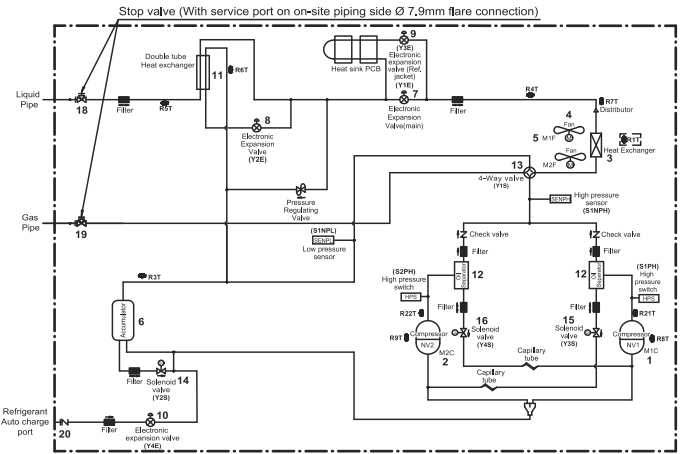 Stop valve (With service port on on-site piping side Ø 7.9mm flare connection)
Double tube
Heat exchanger
11
R6T
Heat sink PCB
9
(Y3E)
Electronic
expansion
valve (Ref.
jacket)
(Y1E)
7
Electronic
Expansion
Valve(main)
Filter
R4T
R7T
Distributor
4
Fan
5 M1F
M
Fan
M2F
M
3
R1T
Heat Exchanger
Liquid
Pipe
18
Filter
R5T
8
Electronic
Expansion
Valve
(Y2E)
13
4-Way valve
(Y1S)
Pressure
Regulating
Valve
SENPH
High pressure
sensor
(S1NPH)
Gas
Pipe
19
(S1NPL)
SENPL
Low pressure
sensor
Check valve
Filter
Check valve
Filter
R3T
(S2PH)
High pressure
switch
HPS
Oil
Separator
12
12
Oil
Separator
(S1PH)
High
pressure
switch
HPS
6
Accumulator
R22T
Filter
Filter
R21T
R9T
Compressor
NV2
M2C
2
16
Solenoid
valve
(Y4S)
15
Solenoid
valve
(Y3S)
Compressor
NV1
M1C
1
R8T
Filter
Solenoid
valve
(Y2S)
14
Capillary
tube
Capillary
tube
Refrigerant
Auto charge
port
20
Filter
10
Electronic
expansion valve
(Y4E)